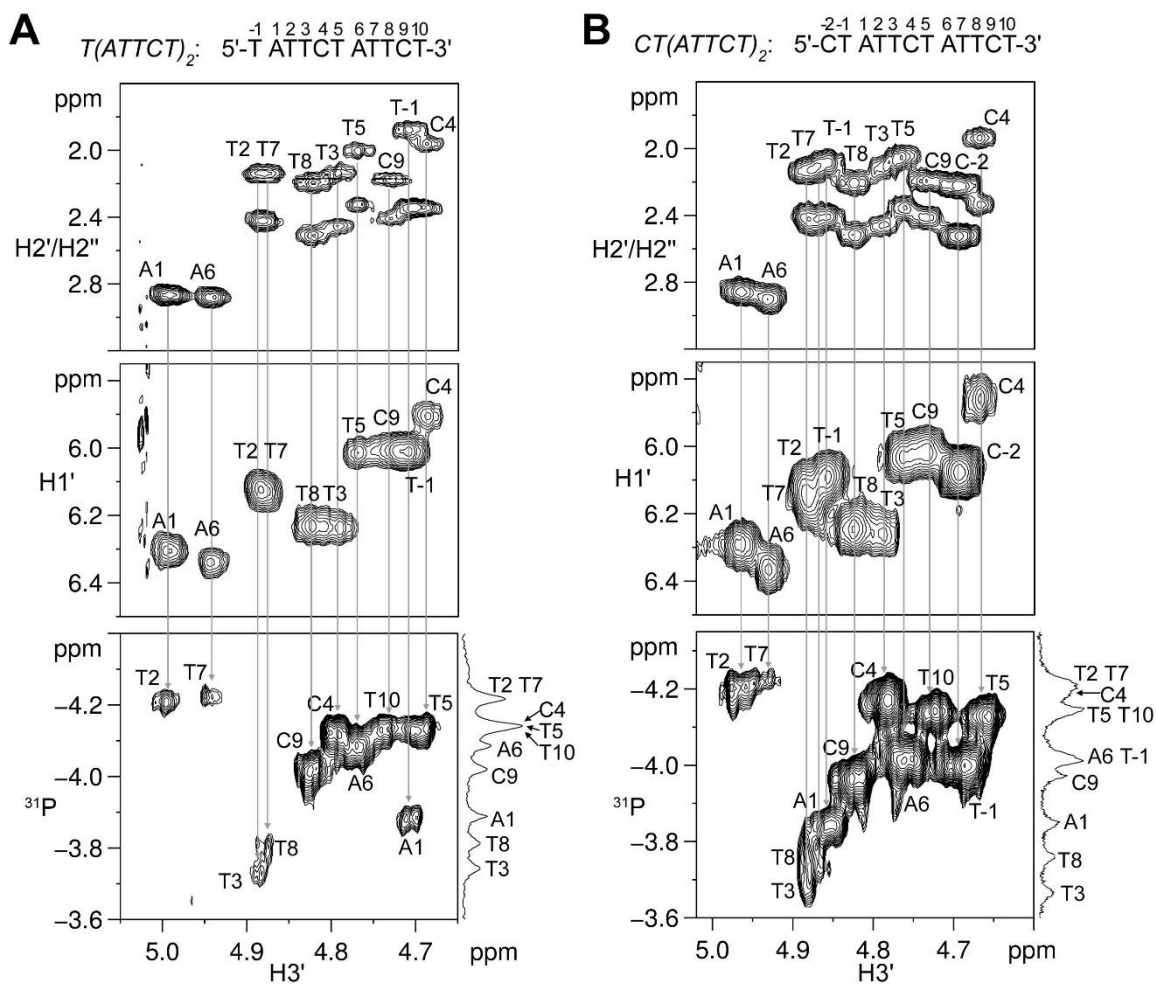 A
T(ATTCT)2: 5'-T ATTCT ATTCT-3'
-1 1 2 3 4 5 6 7 8 9 10
ppm
2.0
2.4
H2'/H2"
2.8
T-1
C4
T5
T2 T7
T8
T3
C9
A1
A6
ppm
6.0
H1'
6.2
6.4
C4
T5
C9
T-1
T2 T7
T8 T3
A1
A6
ppm
-4.2
-4.0
31P
-3.8
-3.6
T2
T7
C4
T10
T5
C9
A6
A1
T8
T3
T2 T7
C4
T5
T10
A6
C9
A1
T8
T3
5.0 4.9 4.8 4.7 ppm
H3'
B
CT(ATTCT)2: 5'-CT ATTCT ATTCT-3'
-2 -1 1 2 3 4 5 6 7 8 9 10
ppm
2.0
2.4
H2'/H2"
2.8
C4
T7
T-1
T3
T5
T2
T8
C9
C-2
A1
A6
ppm
6.0
H1'
6.2
6.4
C4
T5
C9
C-2
T2
T-1
T7
T8
T3
A1
A6
ppm
-4.2
-4.0
31P
-3.8
-3.6
T2
T7
C4
T10
T5
C9
A1
A6
T-1
T8
T3
T2 T7
C4
T5 T10
A6 T-1
C9
A1
T8
T3
5.0 4.9 4.8 4.7 ppm
H3'